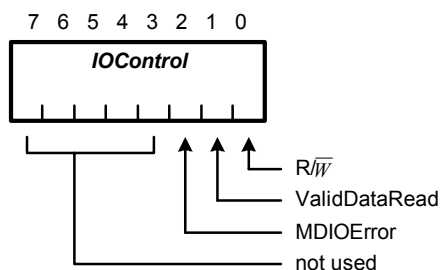 7 6 5 4 3 2 1 0
IOControl
R/W̅
ValidDataRead
MDIOError
not used